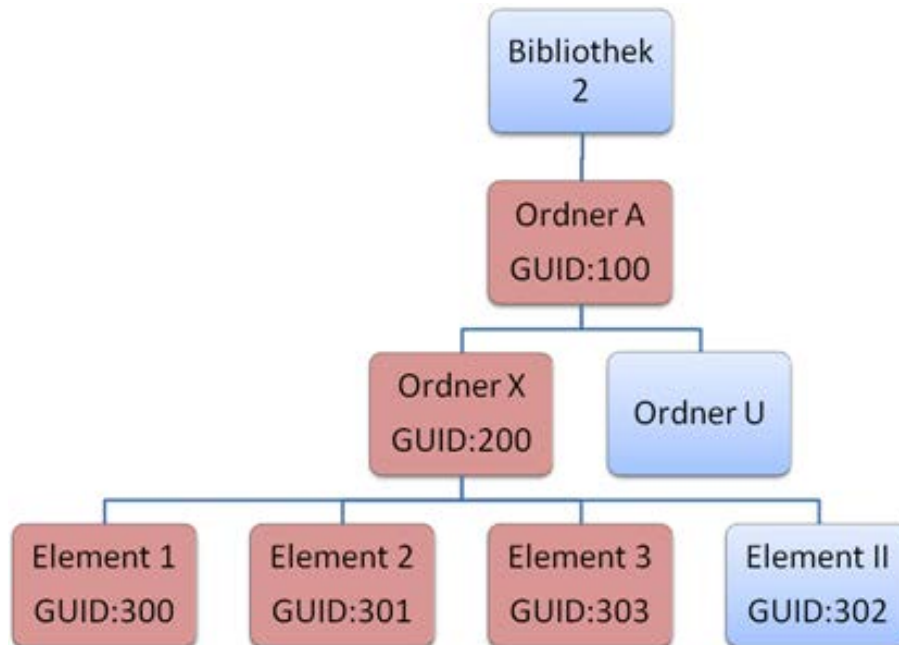 Bibliothek
2
Ordner A
GUID:100
Ordner X
GUID:200
Ordner U
Element 1
GUID:300
Element 2
GUID:301
Element 3
GUID:303
Element II
GUID:302